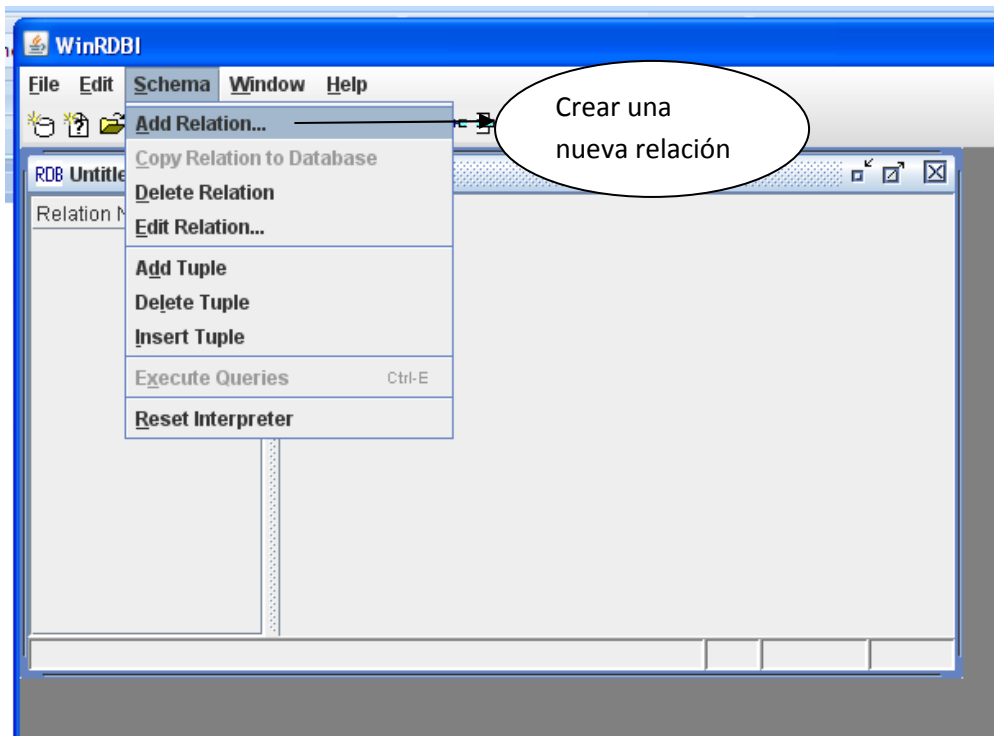 WinRDBI
File Edit Schema Window Help
Add Relation...
Crear una
nueva relación
Copy Relation to Database
RDB
Delete Relation
Relation
Edit Relation...
Add Tuple
Delete Tuple
Insert Tuple
Execute Queries Ctrl-E
Reset Interpreter